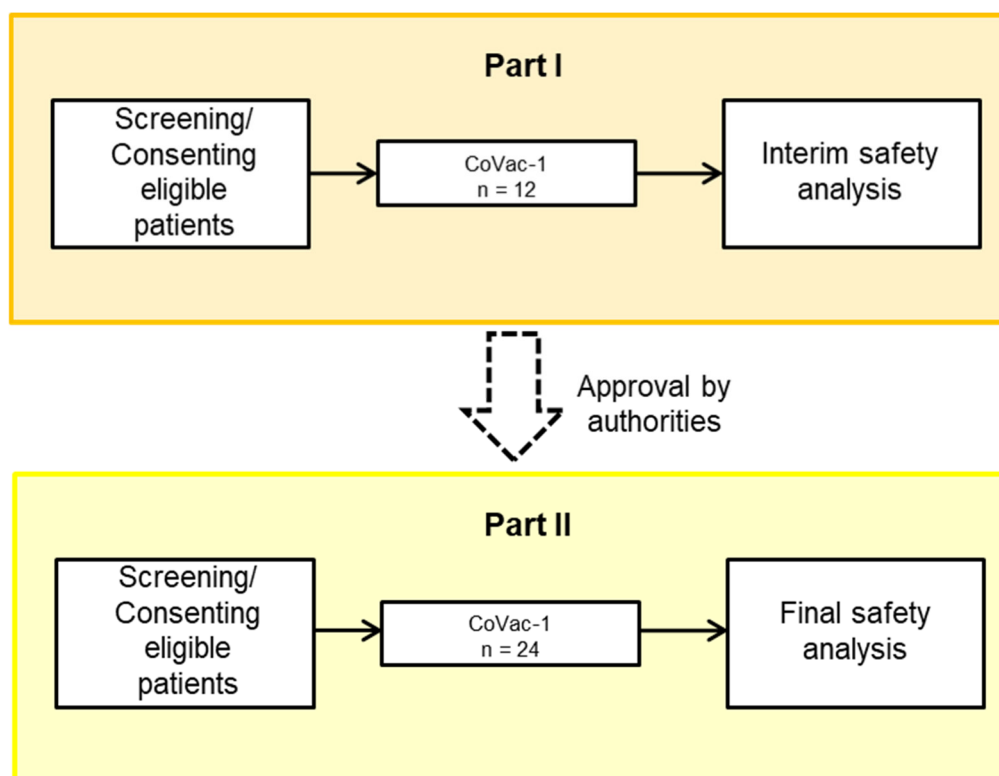 Part I
Screening/
Consenting
eligible
patients
CoVac-1
n = 12
Interim safety
analysis
Approval by
authorities
Part II
Screening/
Consenting
eligible
patients
CoVac-1
n = 24
Final safety
analysis